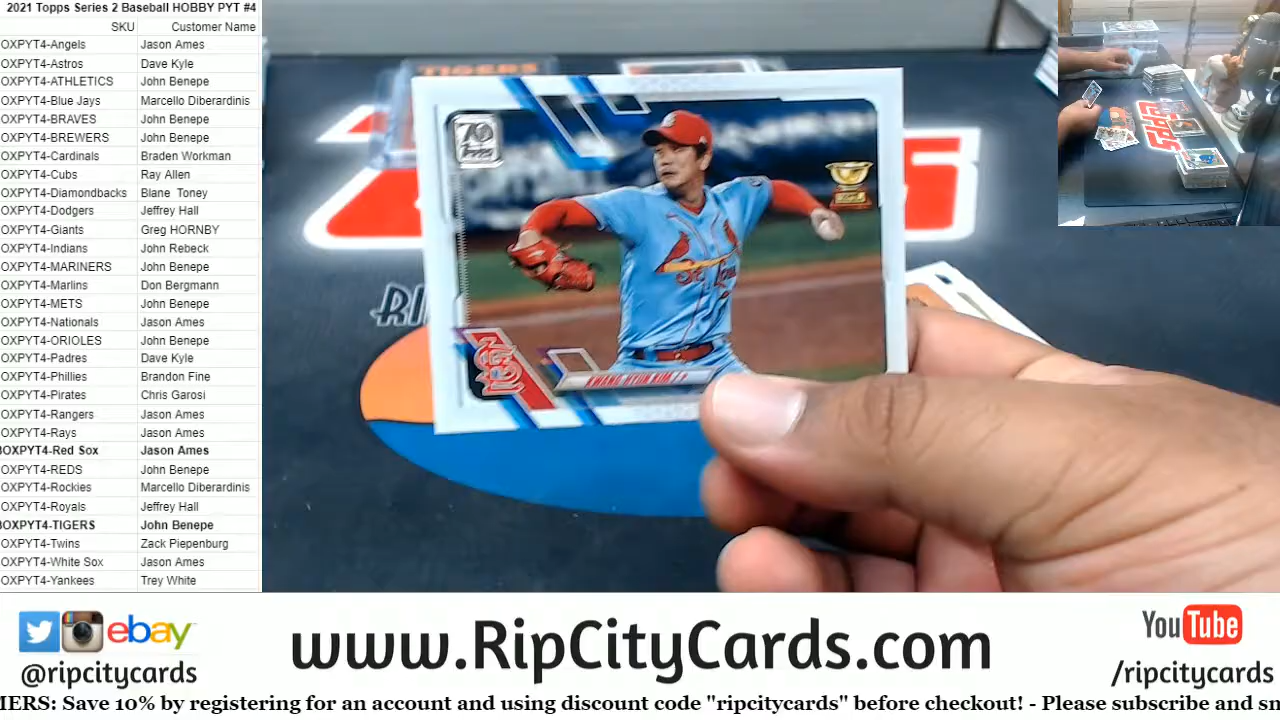 2021 Topps Series 2 Baseball HOBBY PYT #4
SKU Customer Name
OXPYT4-Angels Jason Ames
OXPYT4-Astros Dave Kyle
OXPYT4-ATHLETICS John Benepe
OXPYT4-Blue Jays Marcello Diberardinis
OXPYT4-BRAVES John Benepe
OXPYT4-BREWERS John Benepe
OXPYT4-Cardinals Braden Workman
OXPYT4-Cubs Ray Allen
OXPYT4-Diamondbacks Blane Toney
OXPYT4-Dodgers Jeffrey Hall
OXPYT4-Giants Greg HORNBY
OXPYT4-Indians John Rebeck
OXPYT4-MARINERS John Benepe
OXPYT4-Marlins Don Bergmann
OXPYT4-METS John Benepe
OXPYT4-Nationals Jason Ames
OXPYT4-ORIOLES John Benepe
OXPYT4-Padres Dave Kyle
OXPYT4-Phillies Brandon Fine
OXPYT4-Pirates Chris Garosi
OXPYT4-Rangers Jason Ames
OXPYT4-Rays Jason Ames
OXPYT4-Red Sox Jason Ames
OXPYT4-REDS John Benepe
OXPYT4-Rockies Marcello Diberardinis
OXPYT4-Royals Jeffrey Hall
OXPYT4-TIGERS John Benepe
OXPYT4-Twins Zack Piepenburg
OXPYT4-White Sox Jason Ames
OXPYT4-Yankees Trey White
TIGERS
70
Topps
St. Louis
KWANG HYUN KIM
RI
ebay
@ripcitycards
www.RipCityCards.com
YouTube
/ripcitycards
MERS: Save 10% by registering for an account and using discount code "ripcitycards" before checkout! - Please subscribe and sn